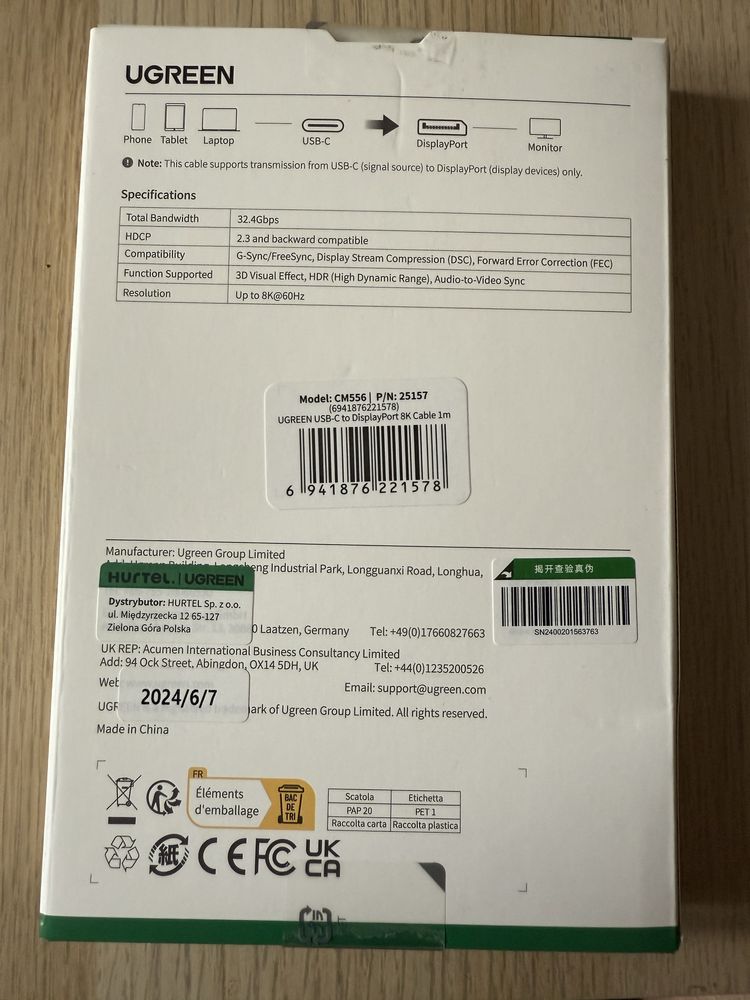 UGREEN
Phone Tablet Laptop USB-C DisplayPort Monitor
Note: This cable supports transmission from USB-C (signal source) to DisplayPort (display devices) only.
Specifications
Total Bandwidth 32.4Gbps
HDCP 2.3 and backward compatible
Compatibility G-Sync/FreeSync, Display Stream Compression (DSC), Forward Error Correction (FEC)
Function Supported 3D Visual Effect, HDR (High Dynamic Range), Audio-to-Video Sync
Resolution Up to 8K@60Hz
Model: CM556 | P/N: 25157
(6941876221578)
UGREEN USB-C to DisplayPort 8K Cable 1m
6 941876 221578
Manufacturer: Ugreen Group Limited
Industrial Park, Longguanxi Road, Longhua,
HURTEL. | UGREEN
Dystrybutor: HURTEL Sp. z o.o.
ul. Międzyrzecka 12 65-127
Zielona Góra Polska
揭开查验真伪
SN2400201563763
0 Laatzen, Germany Tel: +49(0)17660827663
UK REP: Acumen International Business Consultancy Limited
Add: 94 Ock Street, Abingdon, OX14 5DH, UK Tel: +44(0)1235200526
Web Email: support@ugreen.com
2024/6/7
UGR ark of Ugreen Group Limited. All rights reserved.
Made in China
FR
Éléments
d'emballage
BAC
DE
TRI
Scatola Etichetta
PAP 20 PET 1
Raccolta carta Raccolta plastica
紙
CE FC UK
CA